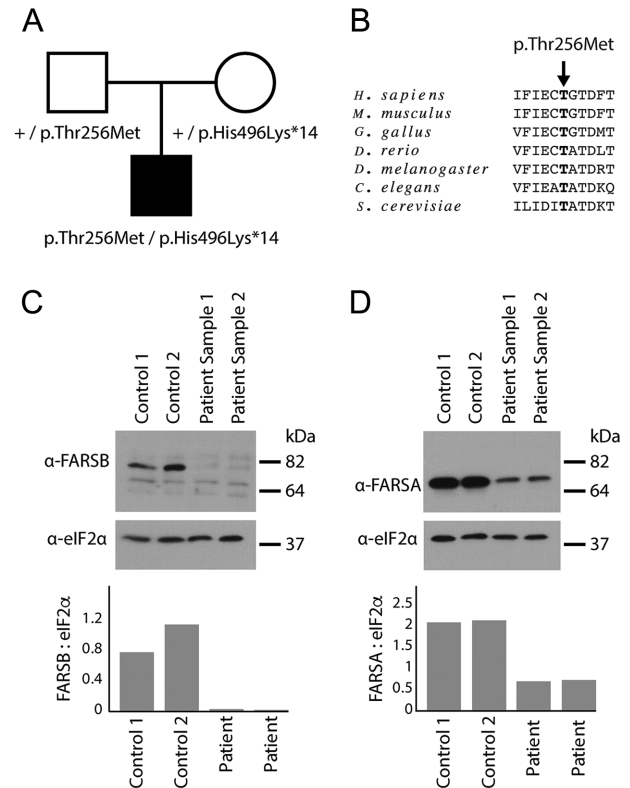 A
+ / p.Thr256Met
+ / p.His496Lys*14
p.Thr256Met / p.His496Lys*14
B
p.Thr256Met
H. sapiens IFIECTGTDFT
M. musculus IFIECTGTDFT
G. gallus VFIECTGTDMT
D. rerio VFIECTATDLT
D. melanogaster VFIECTATDRT
C. elegans VFIEATATDKQ
S. cerevisiae ILIDITATDKT
C
Control 1
Control 2
Patient Sample 1
Patient Sample 2
kDa
α-FARSB
82
64
α-eIF2α
37
FARSB : eIF2α
1.2
0.8
0.4
0
Control 1
Control 2
Patient
Patient
D
Control 1
Control 2
Patient Sample 1
Patient Sample 2
kDa
α-FARSA
82
64
α-eIF2α
37
FARSA : eIF2α
2.5
2
1.5
1
0.5
0
Control 1
Control 2
Patient
Patient